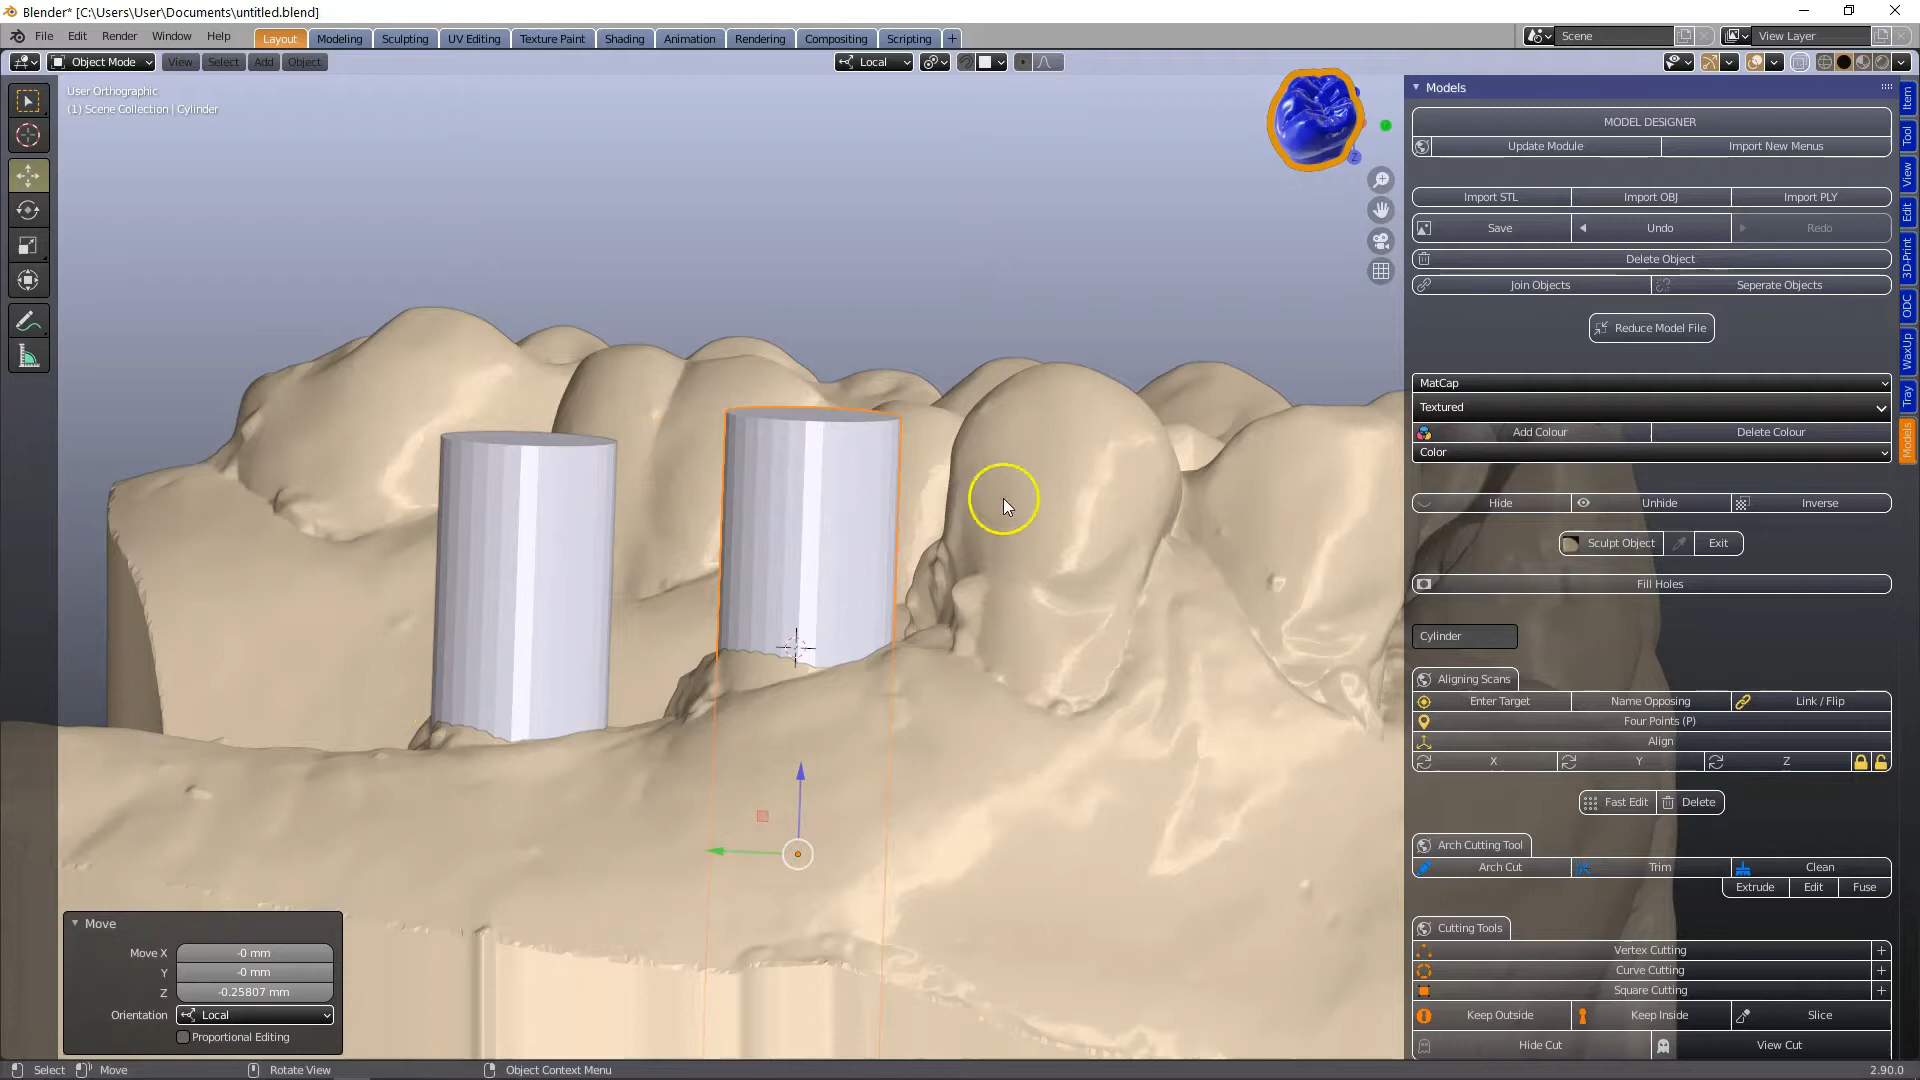 Blender* [C:\Users\User\Documents\untitled.blend]
File Edit Render Window Help
Layout Modeling Sculpting UV Editing Texture Paint Shading Animation Rendering Compositing Scripting +
Scene
View Layer
Object Mode View Select Add Object
Local
User Orthographic
(1) Scene Collection | Cylinder
Z
Models
MODEL DESIGNER
Update Module Import New Menus
Import STL Import OBJ Import PLY
Save Undo Redo
Delete Object
Join Objects Seperate Objects
Reduce Model File
MatCap
Textured
Add Colour Delete Colour
Color
Hide Unhide Inverse
Sculpt Object Exit
Fill Holes
Cylinder
Aligning Scans
Enter Target Name Opposing Link / Flip
Four Points (P)
Align
X Y Z
Fast Edit Delete
Arch Cutting Tool
Arch Cut Trim Clean
Extrude Edit Fuse
Cutting Tools
Vertex Cutting +
Curve Cutting +
Square Cutting +
Keep Outside Keep Inside Slice
Hide Cut View Cut
Item
Tool
View
Edit
3D-Print
ODC
WaxUp
Tray
Models
Move
Move X -0 mm
Y -0 mm
Z -0.25807 mm
Orientation Local
Proportional Editing
Select Move Rotate View Object Context Menu
2.90.0